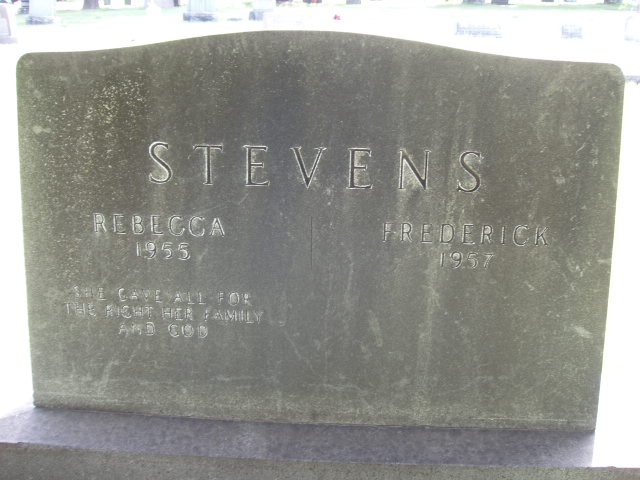 STEVENS
REBECCA
1955
FREDERICK
1957
SHE GAVE ALL FOR
THE RIGHT HER FAMILY
AND GOD